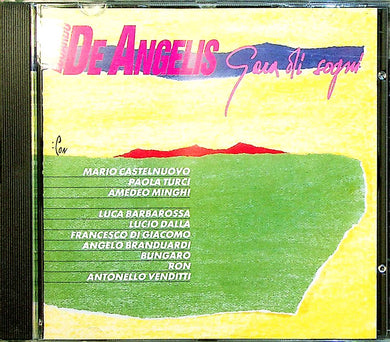 DE ANGELIS
Gara di sogni
:Con
MARIO CASTELNUOVO
PAOLA TURCI
AMEDEO MINGHI
LUCA BARBAROSSA
LUCIO DALLA
FRANCESCO DI GIACOMO
ANGELO BRANDUARDI
BUNGARO
RON
ANTONELLO VENDITTI